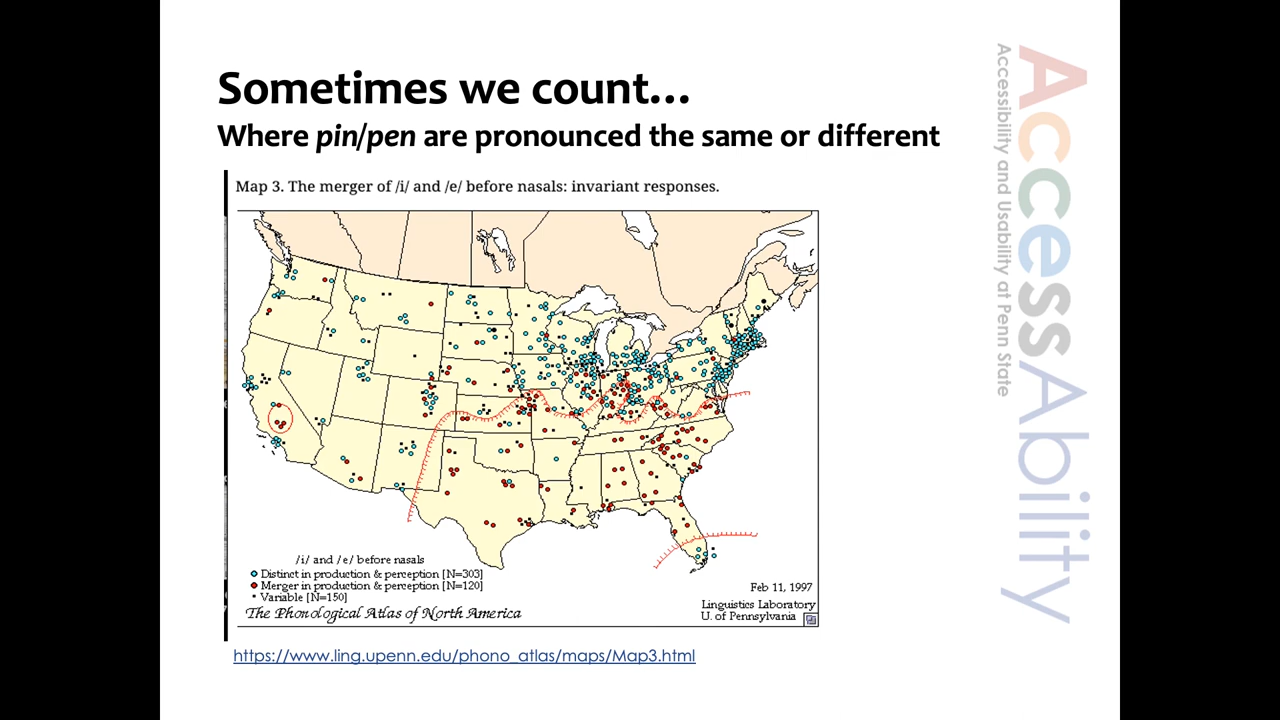 Sometimes we count...
Where pin/pen are pronounced the same or different
Map 3. The merger of /i/ and /e/ before nasals: invariant responses.
/i/ and /e/ before nasals
Distinct in production & perception [N=303]
Merger in production & perception [N=120]
Variable [N=150]
The Phonological Atlas of North America
Feb 11, 1997
Linguistics Laboratory
U. of Pennsylvania
https://www.ling.upenn.edu/phono_atlas/maps/Map3.html
AccessAbility
Accessibility and Usability at Penn State